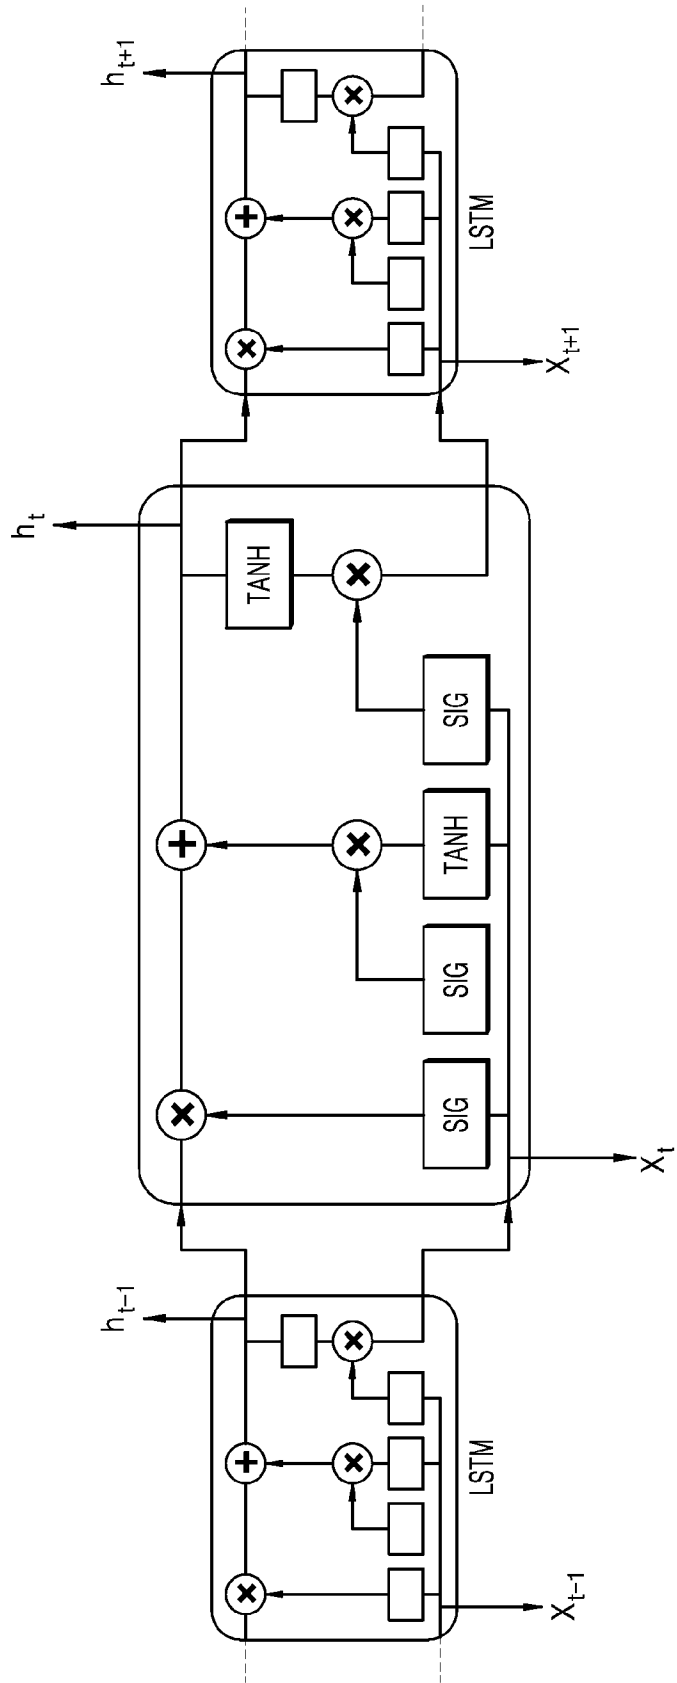 h_{t-1}
h_t
h_{t+1}
TANH
SIG
SIG
TANH
SIG
LSTM
LSTM
X_{t-1}
X_t
X_{t+1}